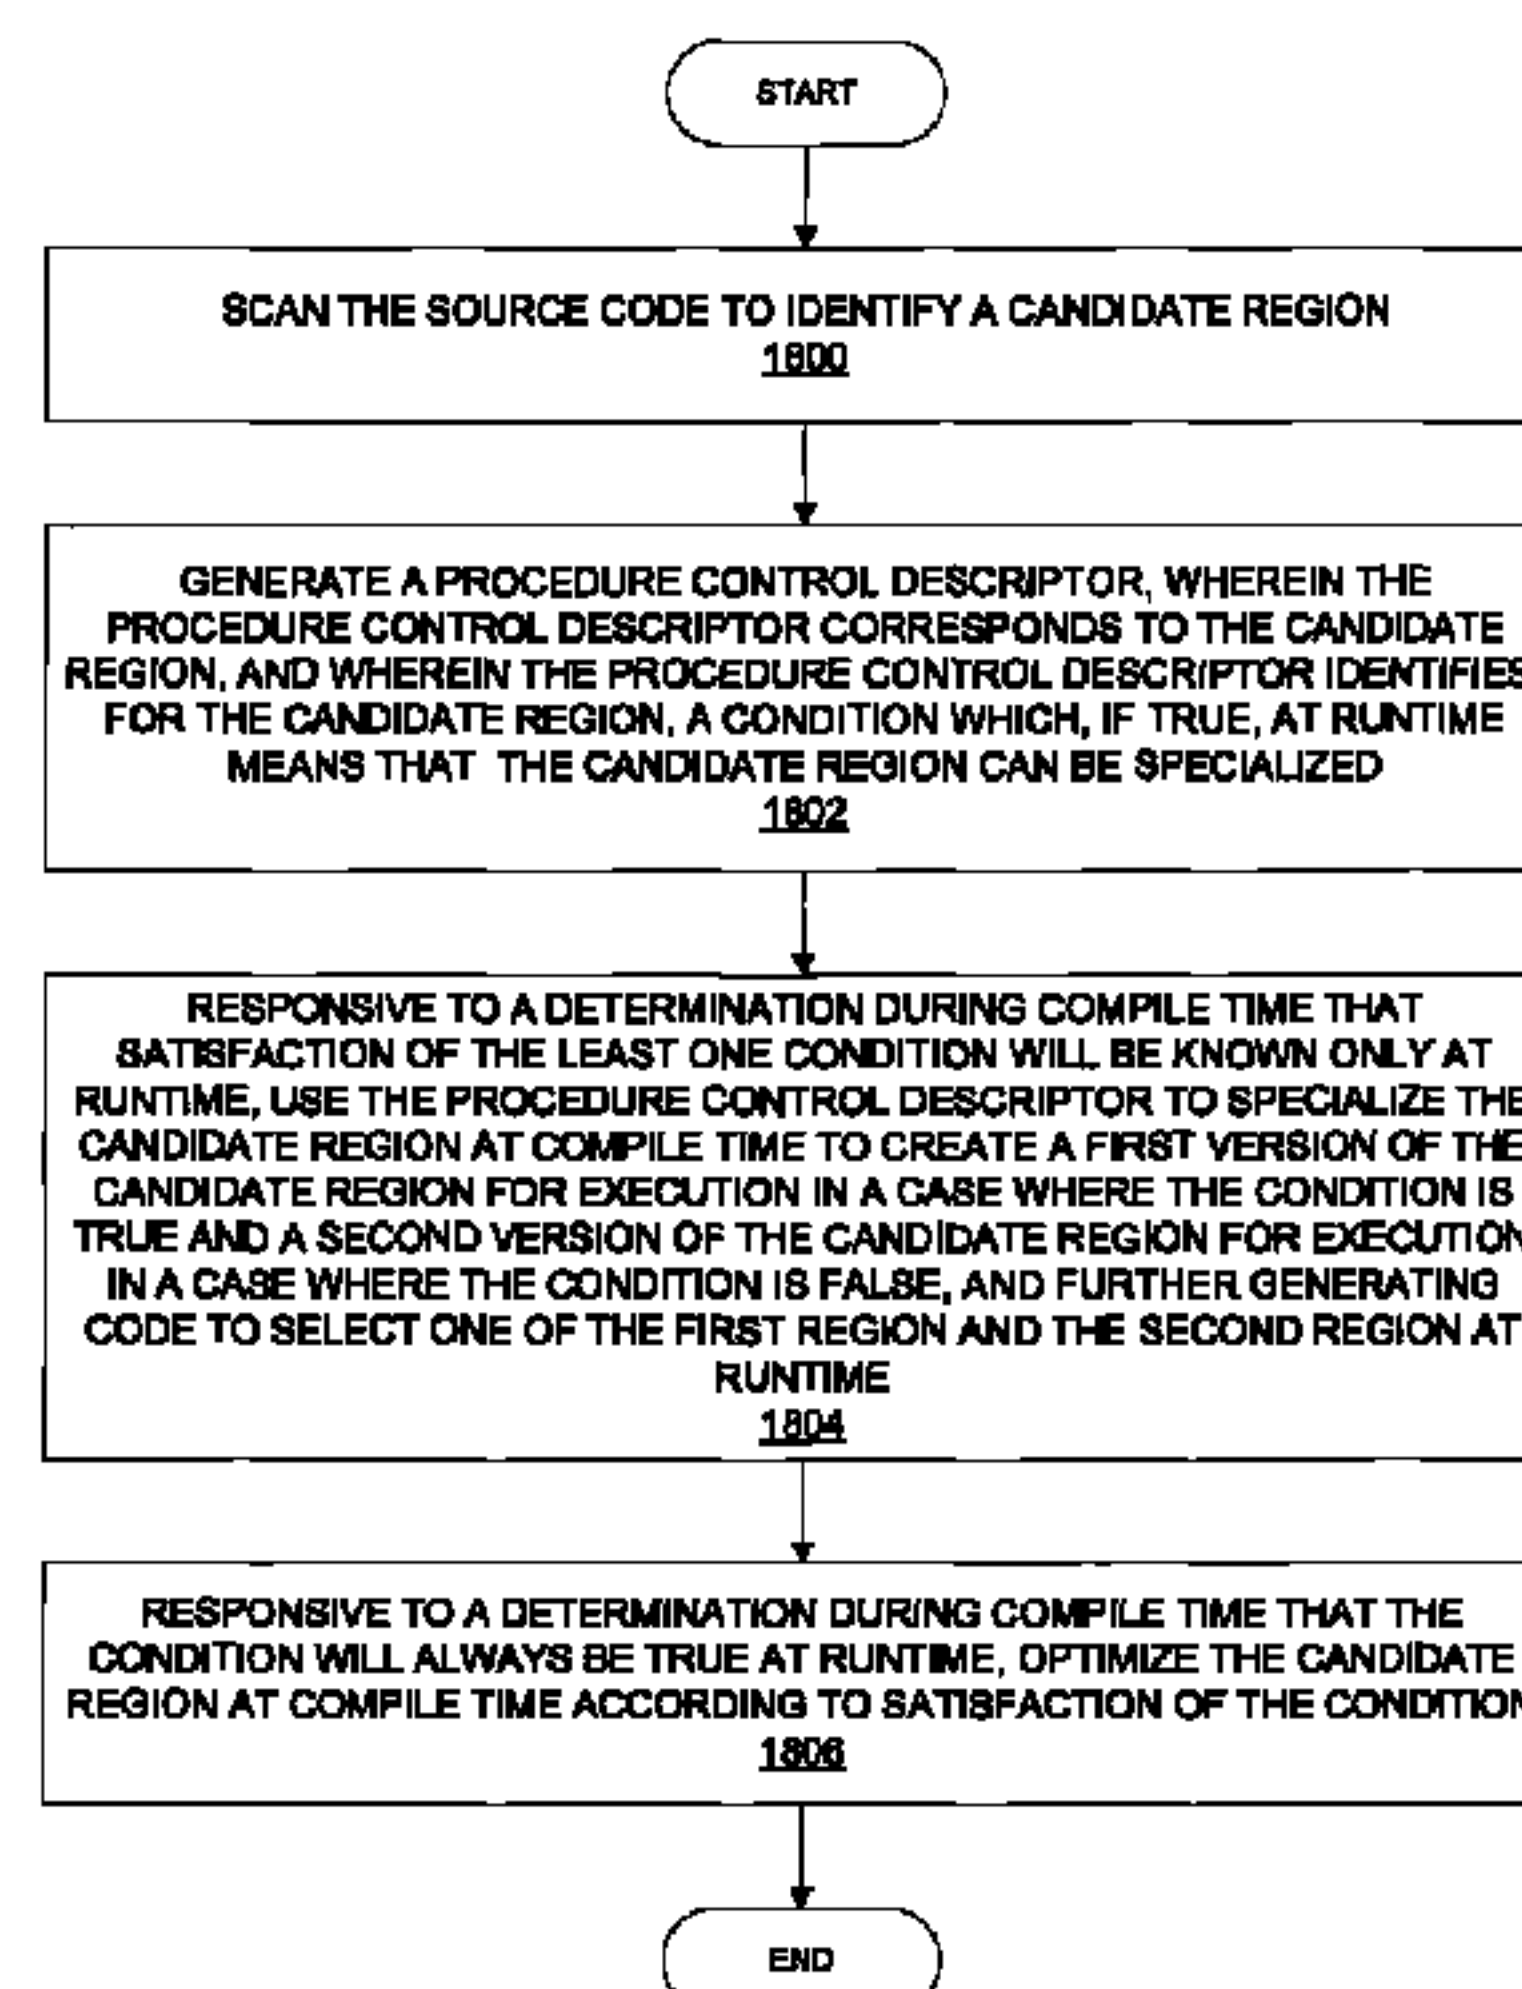 START
SCAN THE SOURCE CODE TO IDENTIFY A CANDIDATE REGION
1800
GENERATE A PROCEDURE CONTROL DESCRIPTOR, WHEREIN THE
PROCEDURE CONTROL DESCRIPTOR CORRESPONDS TO THE CANDIDATE
REGION, AND WHEREIN THE PROCEDURE CONTROL DESCRIPTOR IDENTIFIES
FOR THE CANDIDATE REGION, A CONDITION WHICH, IF TRUE, AT RUNTIME
MEANS THAT THE CANDIDATE REGION CAN BE SPECIALIZED
1802
RESPONSIVE TO A DETERMINATION DURING COMPILE TIME THAT
SATISFACTION OF THE LEAST ONE CONDITION WILL BE KNOWN ONLY AT
RUNTIME, USE THE PROCEDURE CONTROL DESCRIPTOR TO SPECIALIZE THE
CANDIDATE REGION AT COMPILE TIME TO CREATE A FIRST VERSION OF THE
CANDIDATE REGION FOR EXECUTION IN A CASE WHERE THE CONDITION IS
TRUE AND A SECOND VERSION OF THE CANDIDATE REGION FOR EXECUTION
IN A CASE WHERE THE CONDITION IS FALSE, AND FURTHER GENERATING
CODE TO SELECT ONE OF THE FIRST REGION AND THE SECOND REGION AT
RUNTIME
1804
RESPONSIVE TO A DETERMINATION DURING COMPILE TIME THAT THE
CONDITION WILL ALWAYS BE TRUE AT RUNTIME, OPTIMIZE THE CANDIDATE
REGION AT COMPILE TIME ACCORDING TO SATISFACTION OF THE CONDITION
1806
END